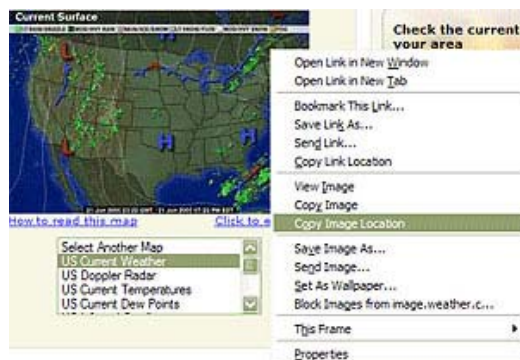 Current Surface
Check the current
your area
L
L
H
H
How to read this map
Click to e
Select Another Map
US Current Weather
US Doppler Radar
US Current Temperatures
US Current Dew Points
Open Link in New Window
Open Link in New Tab
Bookmark This Link...
Save Link As...
Send Link...
Copy Link Location
View Image
Copy Image
Copy Image Location
Save Image As...
Send Image...
Set As Wallpaper...
Block Images from image.weather.c...
This Frame
Properties